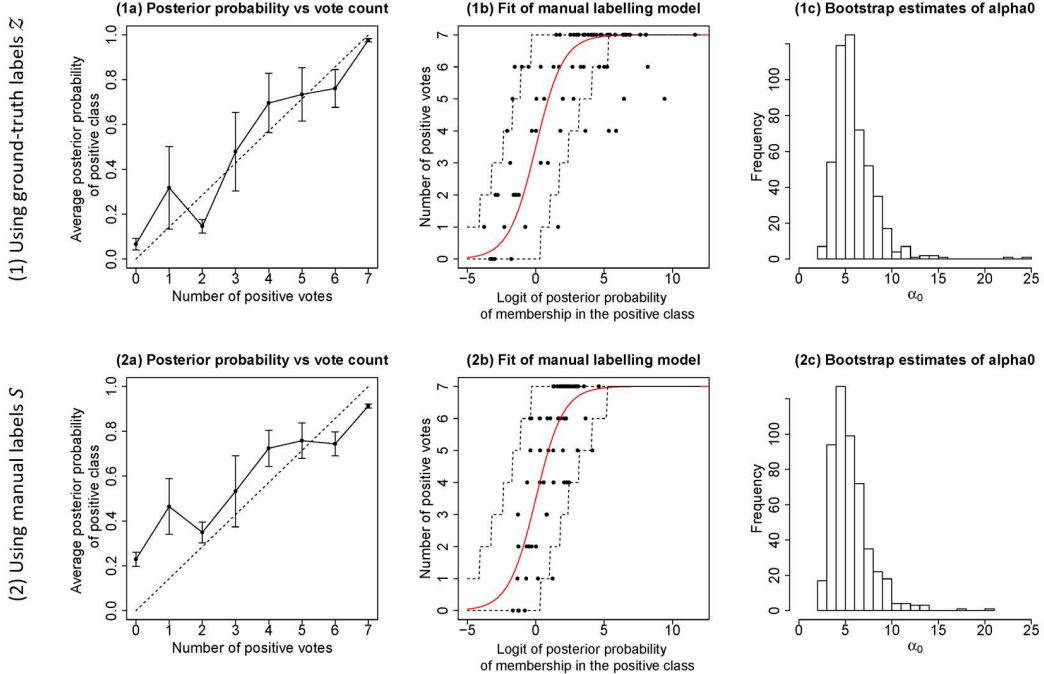 (1) Using ground-truth labels Z
(1a) Posterior probability vs vote count
Average posterior probability
of positive class
0.0 0.2 0.4 0.6 0.8 1.0
0 1 2 3 4 5 6 7
Number of positive votes
(1b) Fit of manual labelling model
Number of positive votes
0 1 2 3 4 5 6 7
−5 0 5 10
Logit of posterior probability
of membership in the positive class
(1c) Bootstrap estimates of alpha0
Frequency
0 20 40 60 80 100
0 5 10 15 20 25
α0
(2) Using manual labels S
(2a) Posterior probability vs vote count
Average posterior probability
of positive class
0.0 0.2 0.4 0.6 0.8 1.0
0 1 2 3 4 5 6 7
Number of positive votes
(2b) Fit of manual labelling model
Number of positive votes
0 1 2 3 4 5 6 7
−5 0 5 10
Logit of posterior probability
of membership in the positive class
(2c) Bootstrap estimates of alpha0
Frequency
0 20 40 60 80 100
0 5 10 15 20 25
α0